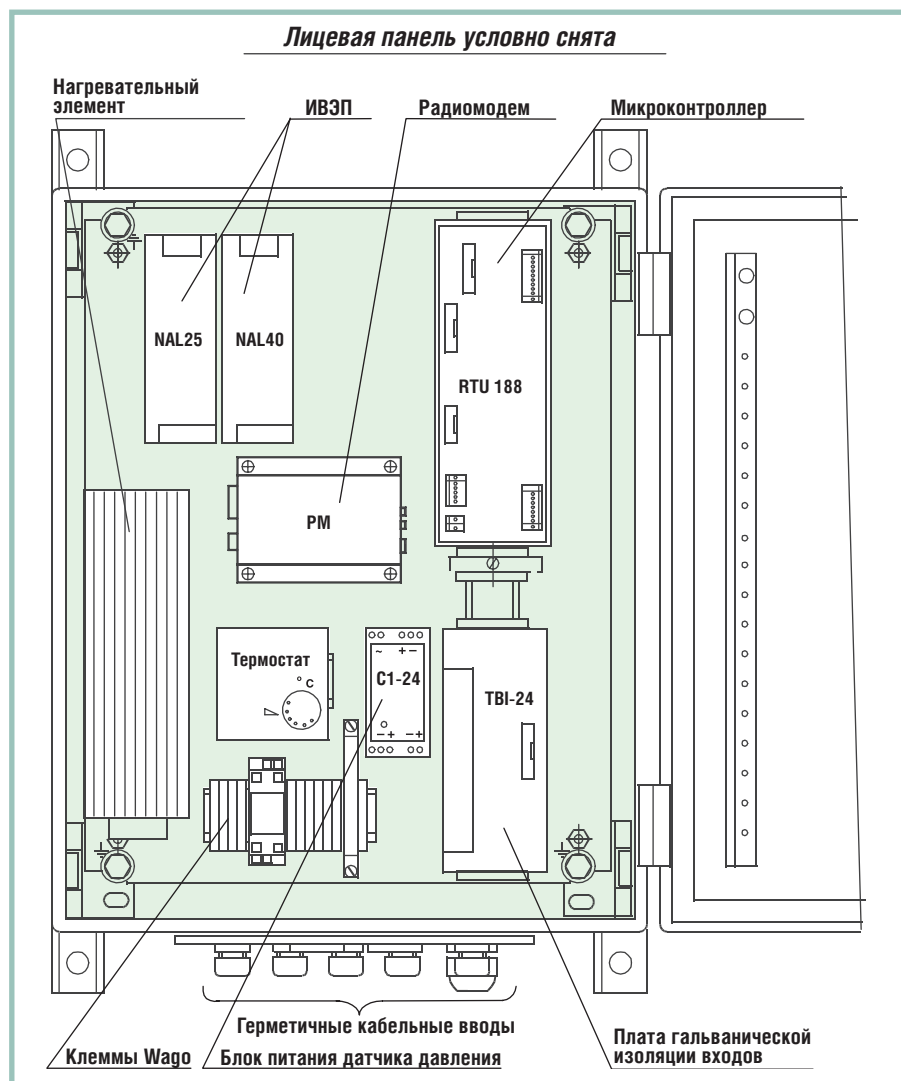 Лицевая панель условно снята
Нагревательный
элемент
ИВЭП
Радиомодем
Микроконтроллер
NAL25
NAL40
RTU 188
PM
Термостат
°C
~ + −
C1-24
− + − +
TBI-24
Герметичные кабельные вводы
Клеммы Wago
Блок питания датчика давления
Плата гальванической
изоляции входов